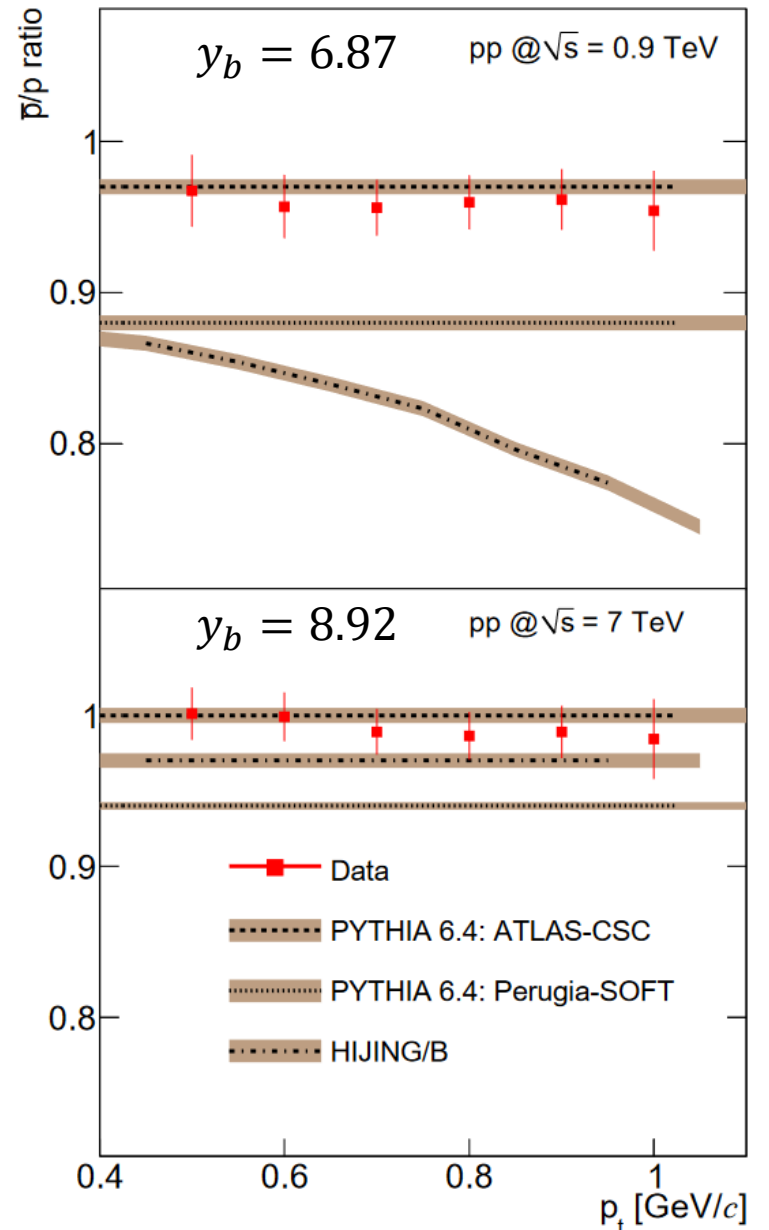 p̅/p ratio
y_b = 6.87
pp @√s = 0.9 TeV
1
0.9
0.8
y_b = 8.92
pp @√s = 7 TeV
1
0.9
0.8
Data
PYTHIA 6.4: ATLAS-CSC
PYTHIA 6.4: Perugia-SOFT
HIJING/B
0.4 0.6 0.8 1
p_t [GeV/c]